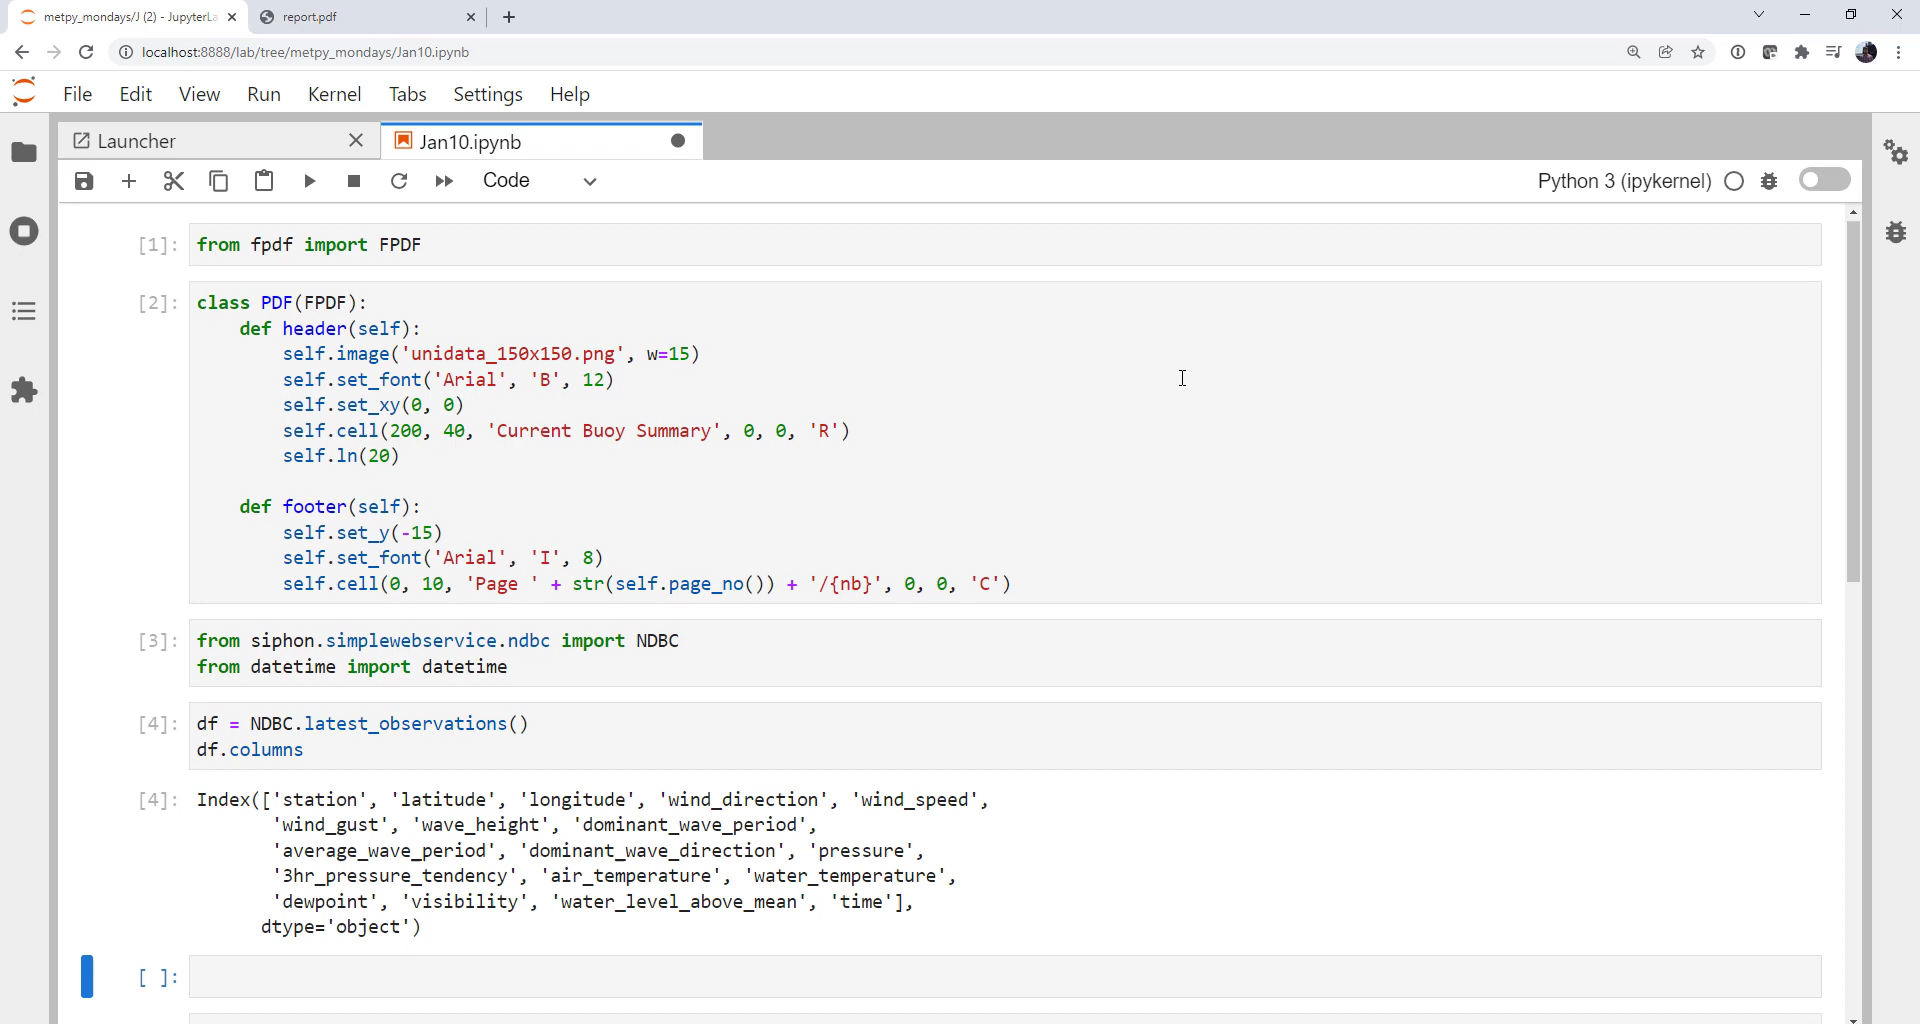 metpy_mondays/J (2) - JupyterLa
report.pdf
localhost:8888/lab/tree/metpy_mondays/Jan10.ipynb
File Edit View Run Kernel Tabs Settings Help
Launcher
Jan10.ipynb
Code
Python 3 (ipykernel)
[1]: from fpdf import FPDF
[2]: class PDF(FPDF):
    def header(self):
        self.image('unidata_150x150.png', w=15)
        self.set_font('Arial', 'B', 12)
        self.set_xy(0, 0)
        self.cell(200, 40, 'Current Buoy Summary', 0, 0, 'R')
        self.ln(20)
    def footer(self):
        self.set_y(-15)
        self.set_font('Arial', 'I', 8)
        self.cell(0, 10, 'Page ' + str(self.page_no()) + '/{nb}', 0, 0, 'C')
[3]: from siphon.simplewebservice.ndbc import NDBC
from datetime import datetime
[4]: df = NDBC.latest_observations()
df.columns
[4]: Index(['station', 'latitude', 'longitude', 'wind_direction', 'wind_speed',
       'wind_gust', 'wave_height', 'dominant_wave_period',
       'average_wave_period', 'dominant_wave_direction', 'pressure',
       '3hr_pressure_tendency', 'air_temperature', 'water_temperature',
       'dewpoint', 'visibility', 'water_level_above_mean', 'time'],
      dtype='object')
[ ]: